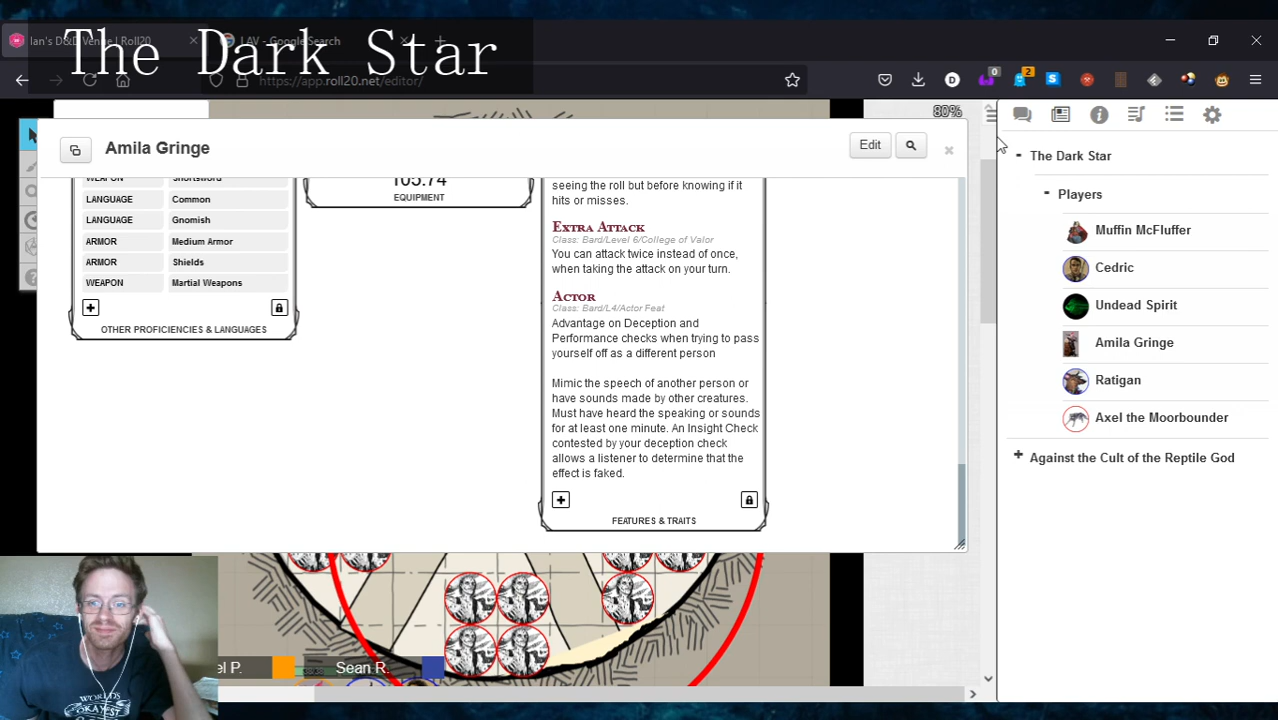 Ian's D&D Venue | Roll20
LAV - Google Search
The Dark Star
https://app.roll20.net/editor/
0
2
80%
Amila Gringe
Edit
WEAPON Shortsword
LANGUAGE Common
LANGUAGE Gnomish
ARMOR Medium Armor
ARMOR Shields
WEAPON Martial Weapons
OTHER PROFICIENCIES & LANGUAGES
105.74
EQUIPMENT
seeing the roll but before knowing if it
hits or misses.
EXTRA ATTACK
Class: Bard/Level 6/College of Valor
You can attack twice instead of once,
when taking the attack on your turn.
ACTOR
Class: Bard/L4/Actor Feat
Advantage on Deception and
Performance checks when trying to pass
yourself off as a different person
Mimic the speech of another person or
have sounds made by other creatures.
Must have heard the speaking or sounds
for at least one minute. An Insight Check
contested by your deception check
allows a listener to determine that the
effect is faked.
FEATURES & TRAITS
The Dark Star
Players
Muffin McFluffer
Cedric
Undead Spirit
Amila Gringe
Ratigan
Axel the Moorbounder
Against the Cult of the Reptile God
el P.
Sean R.
WORLD'S
OKAYEST